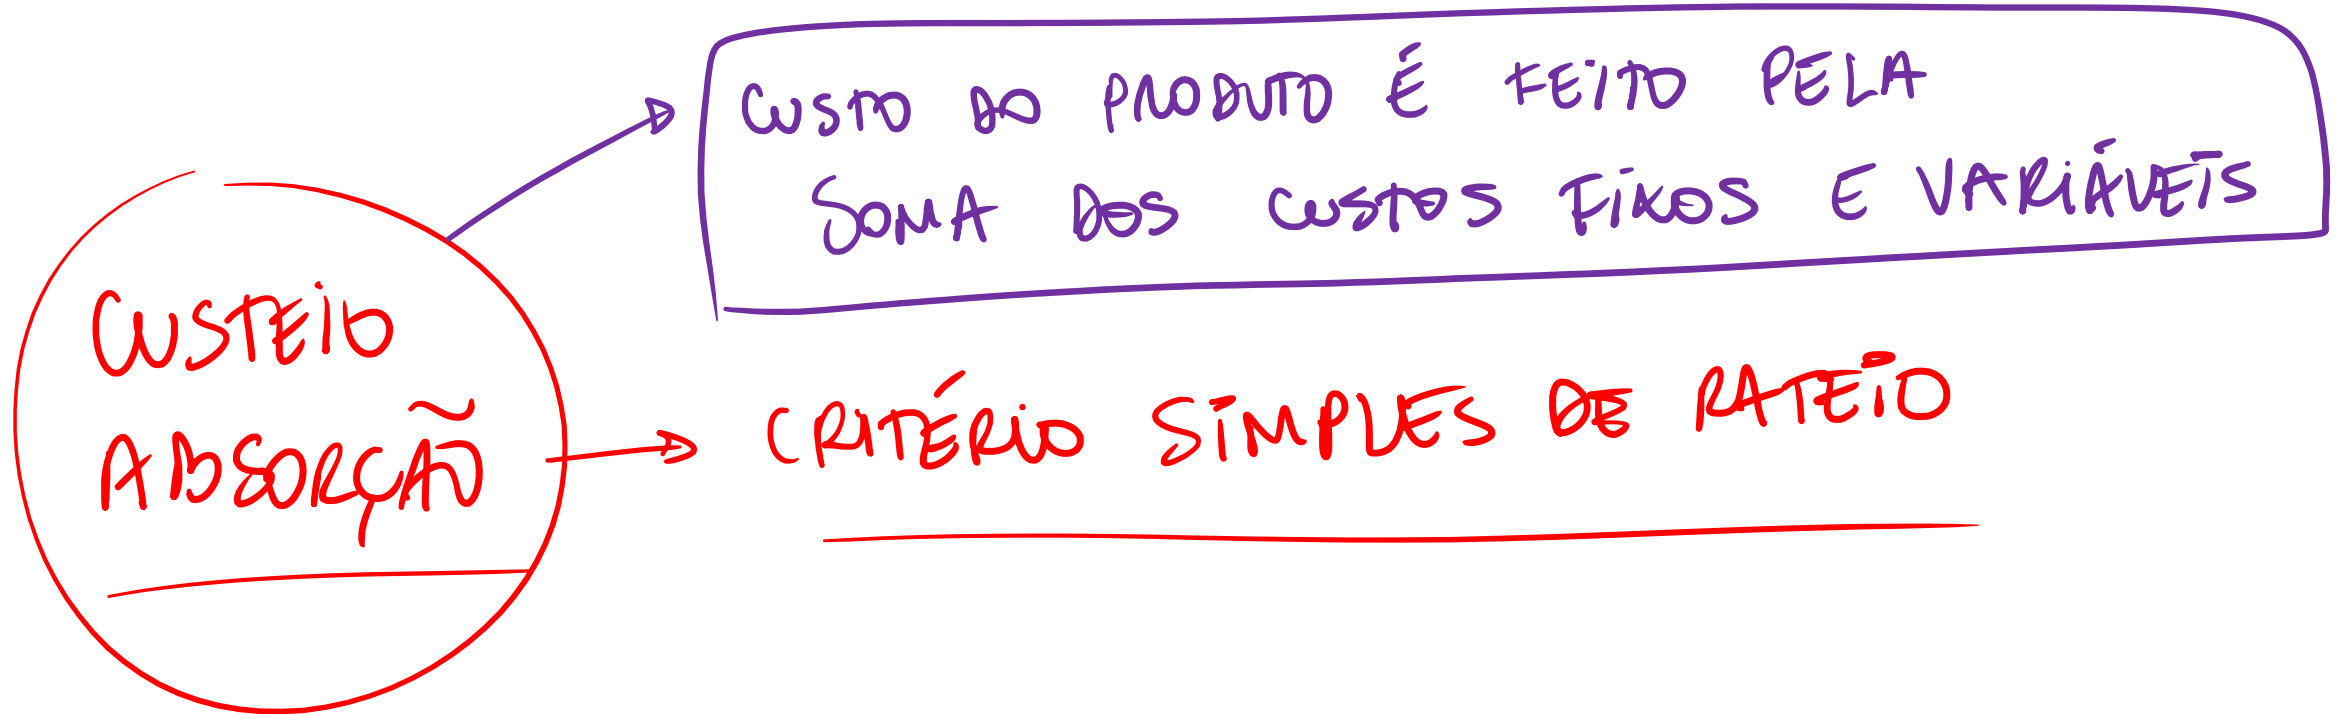 CUSTO DO PRODUTO É FEITO PELA
SOMA DOS CUSTOS FIXOS E VARIÁVEIS
CUSTEIO
ABSORÇÃO
CRITÉRIO SIMPLES DE RATEIO